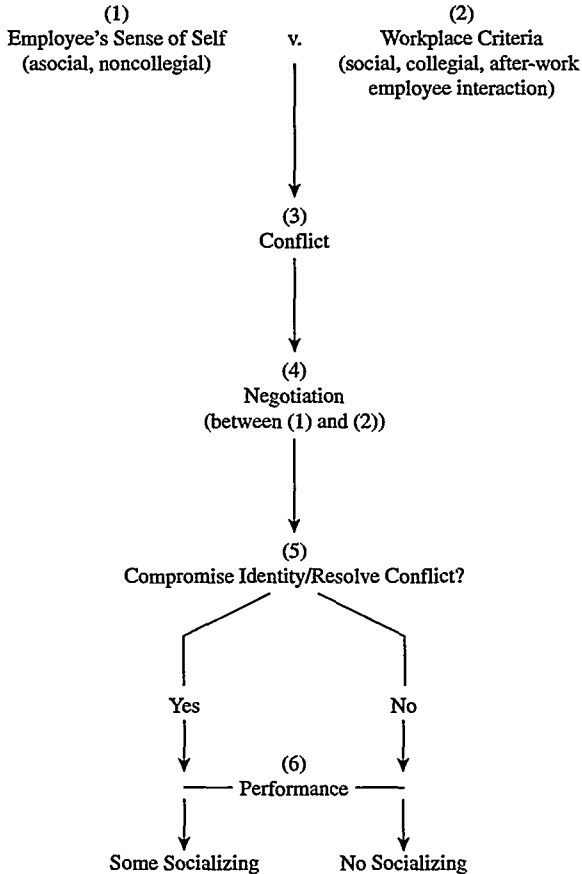 (1) (2)
Employee's Sense of Self v. Workplace Criteria
(asocial, noncollegial) (social, collegial, after-work
employee interaction)
(3)
Conflict
(4)
Negotiation
(between (1) and (2))
(5)
Compromise Identity/Resolve Conflict?
Yes No
(6)
Performance
Some Socializing No Socializing